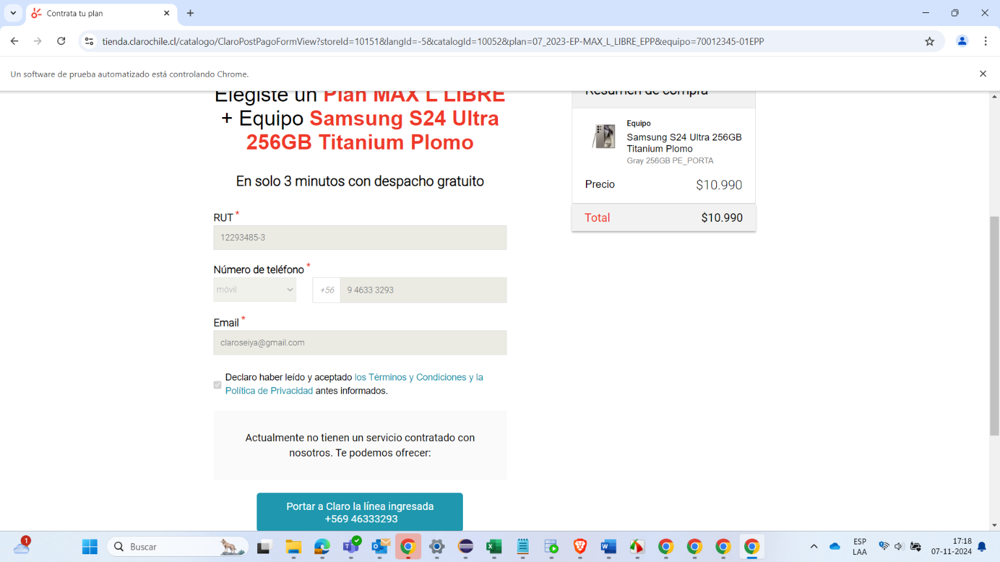 Contrata tu plan
tienda.clarochile.cl/catalogo/ClaroPostPagoFormView?storeId=10151&langId=-5&catalogId=10052&plan=07_2023-EP-MAX_L_LIBRE_EPP&equipo=70012345-01EPP
Un software de prueba automatizado está controlando Chrome.
Elegiste un Plan MAX L LIBRE
+ Equipo Samsung S24 Ultra
256GB Titanium Plomo
En solo 3 minutos con despacho gratuito
RUT *
12293485-3
Número de teléfono *
móvil
+56
9 4633 3293
Email *
claroseiya@gmail.com
Declaro haber leído y aceptado los Términos y Condiciones y la
Política de Privacidad antes informados.
Actualmente no tienen un servicio contratado con
nosotros. Te podemos ofrecer:
Portar a Claro la línea ingresada
+569 46333293
Resumen de compra
Equipo
Samsung S24 Ultra 256GB
Titanium Plomo
Gray 256GB PE_PORTA
Precio $10.990
Total $10.990
1
Buscar
ESP
LAA
17:18
07-11-2024